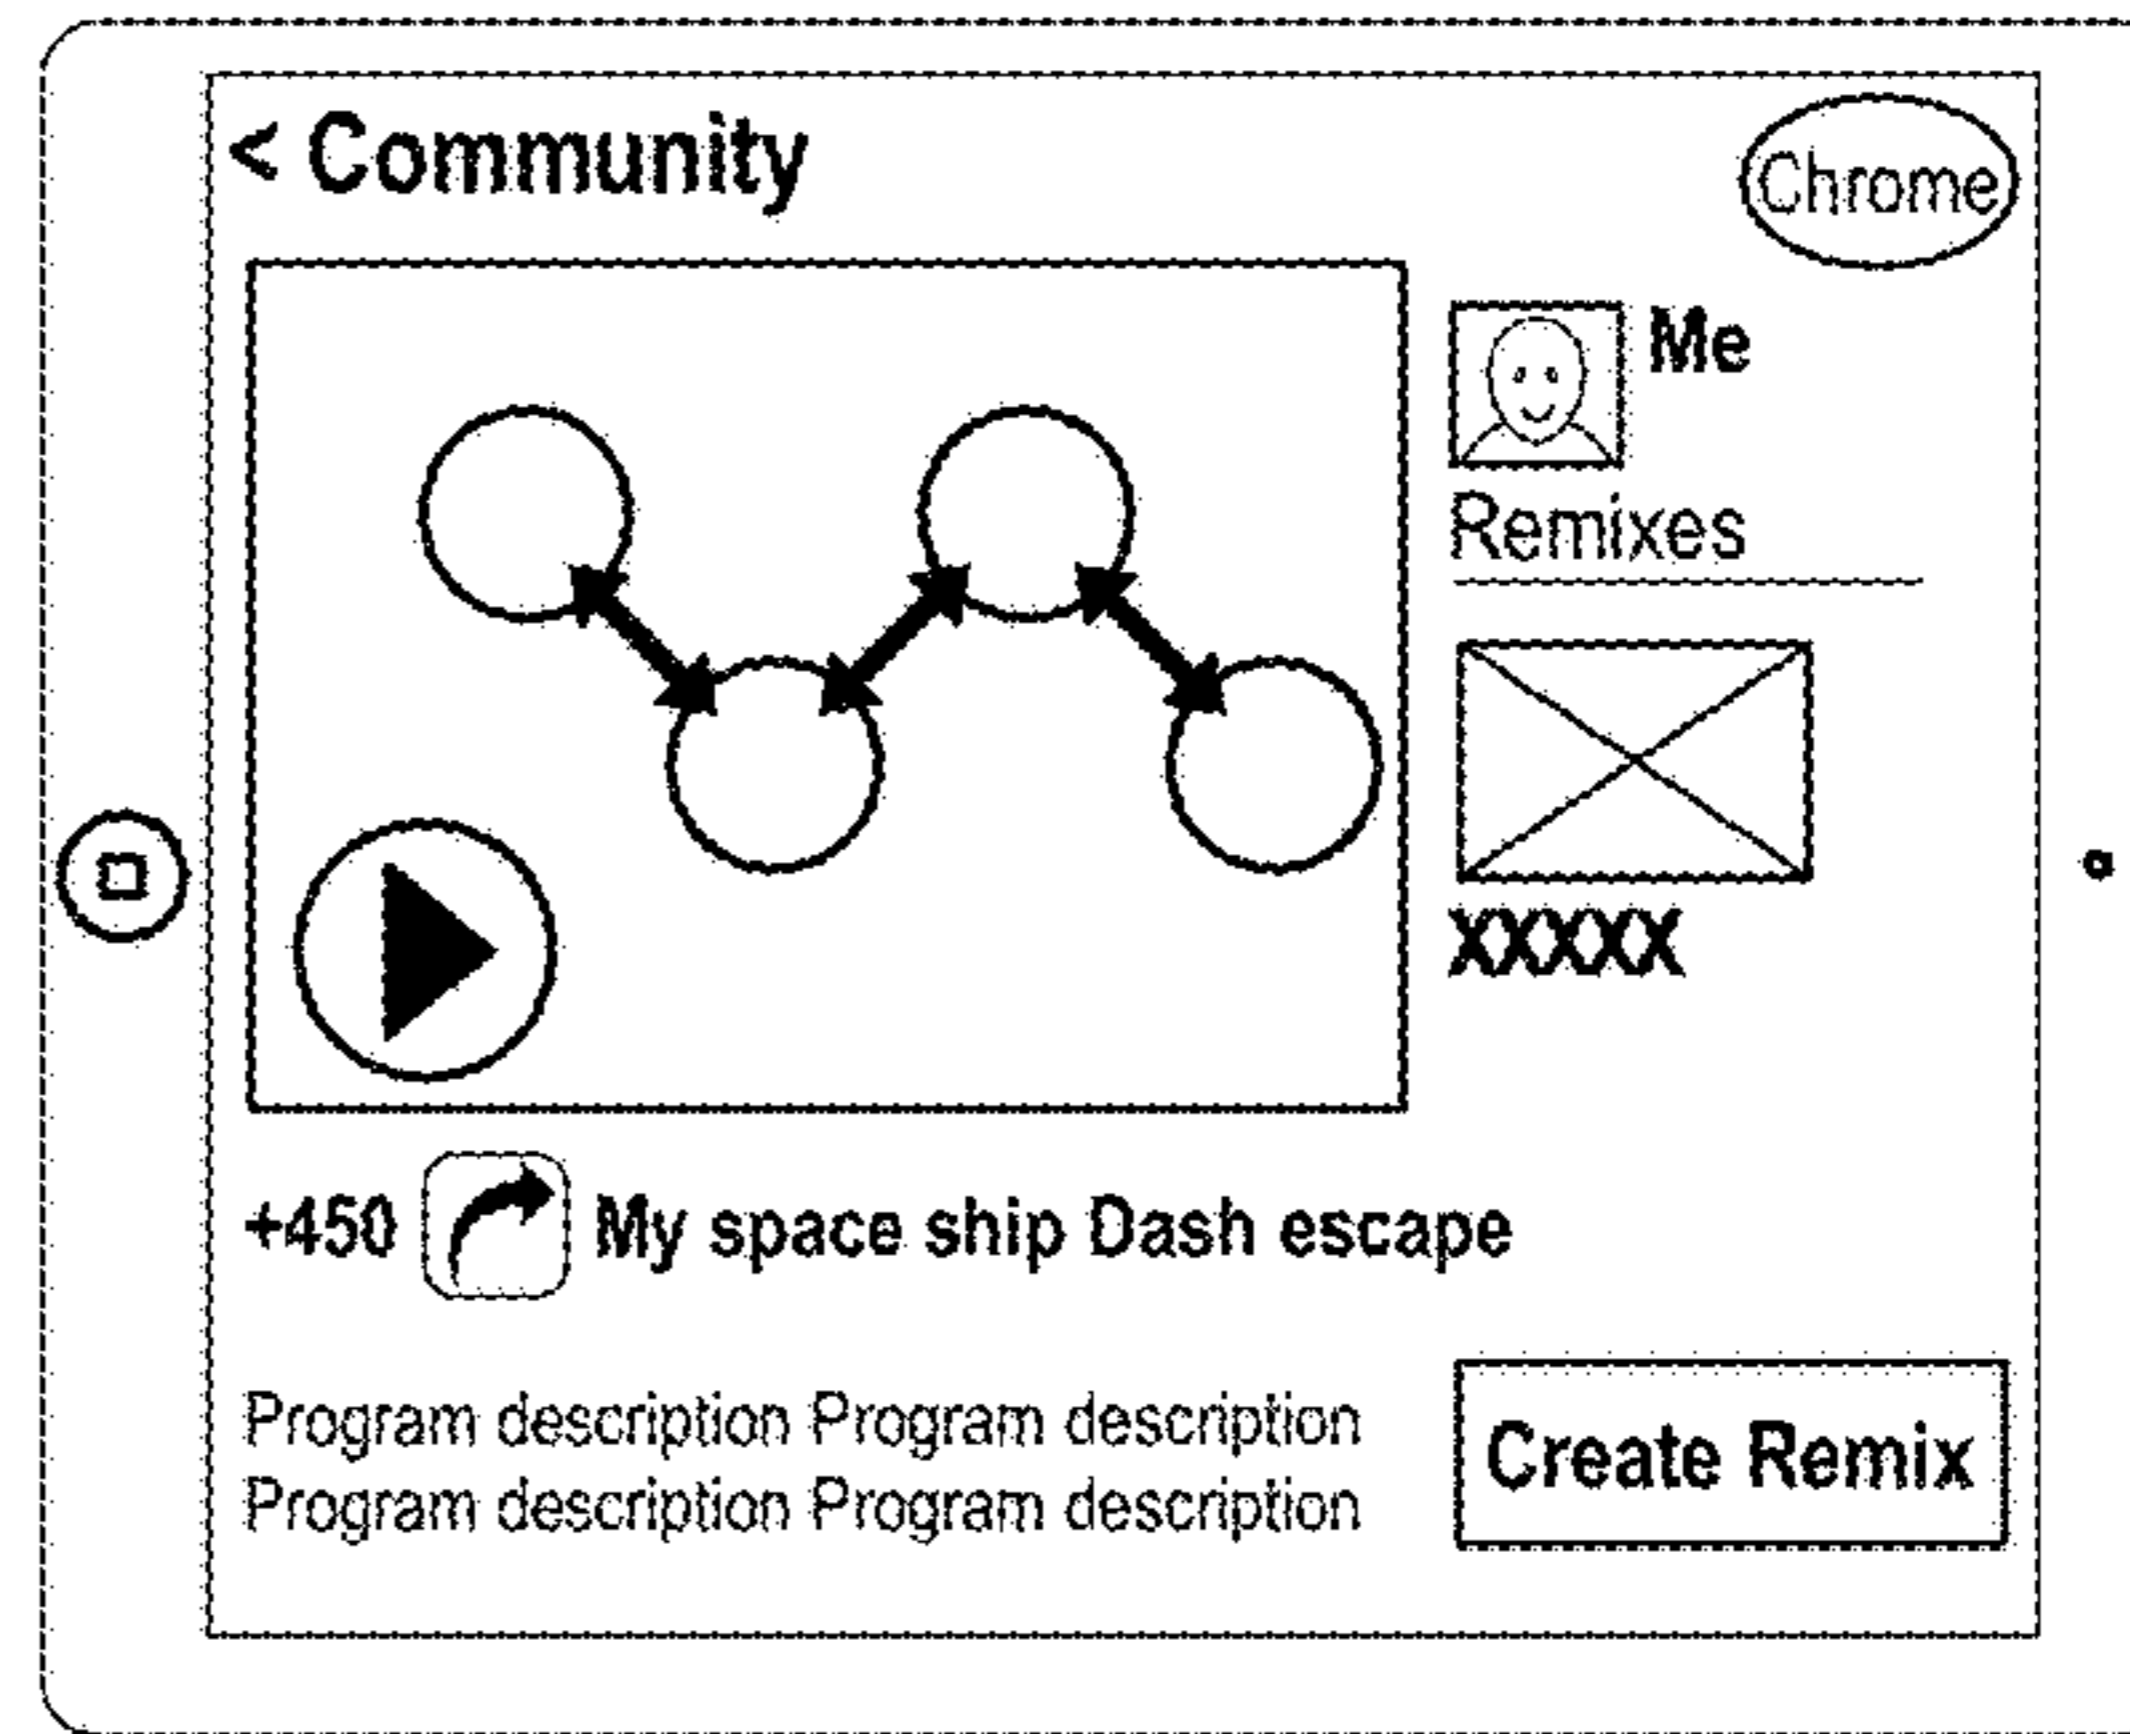 < Community
Chrome
Me
Remixes
XXXXX
+450 My space ship Dash escape
Program description Program description
Program description Program description
Create Remix